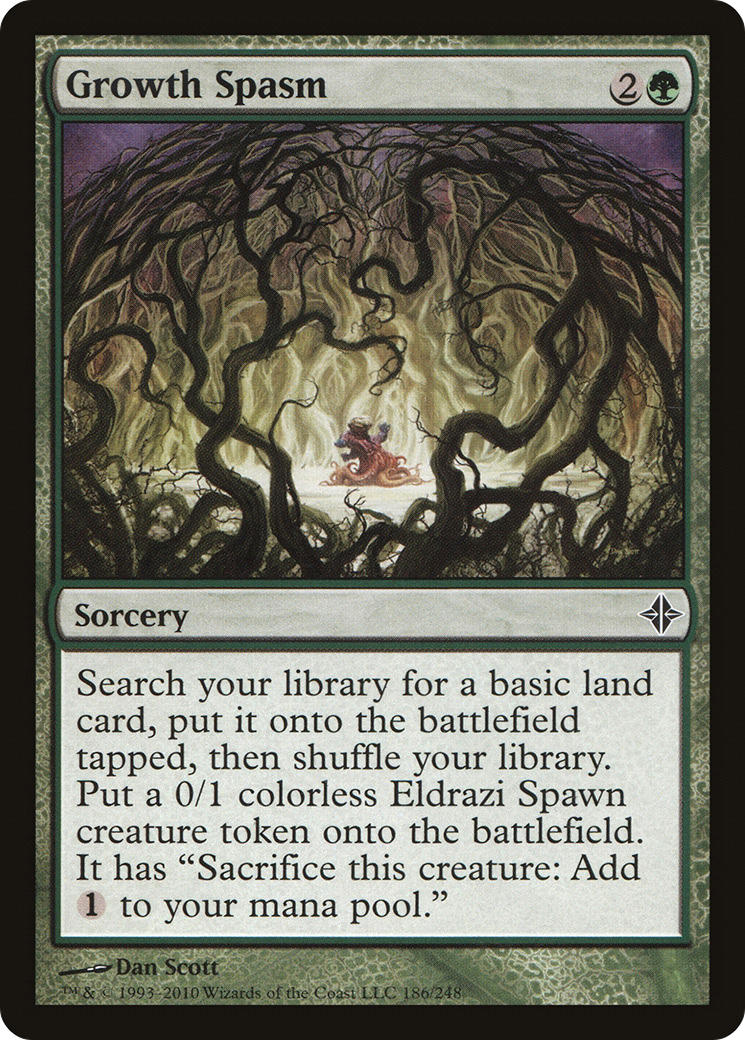 Growth Spasm 2
Sorcery
Search your library for a basic land
card, put it onto the battlefield
tapped, then shuffle your library.
Put a 0/1 colorless Eldrazi Spawn
creature token onto the battlefield.
It has “Sacrifice this creature: Add
1 to your mana pool.”
Dan Scott
™ & © 1993–2010 Wizards of the Coast LLC 186/248